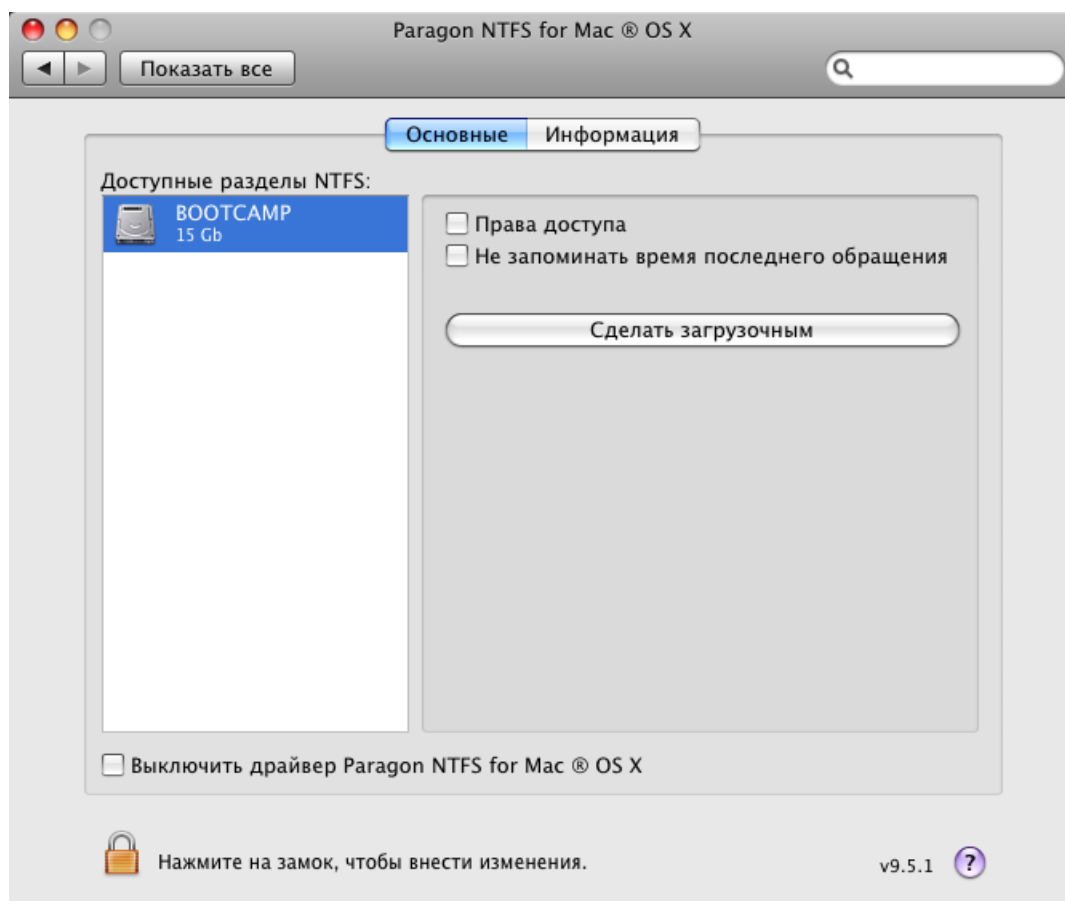 Paragon NTFS for Mac ® OS X
Показать все
Основные Информация
Доступные разделы NTFS:
BOOTCAMP
15 Gb
Права доступа
Не запоминать время последнего обращения
Сделать загрузочным
Выключить драйвер Paragon NTFS for Mac ® OS X
Нажмите на замок, чтобы внести изменения.
v9.5.1 ?